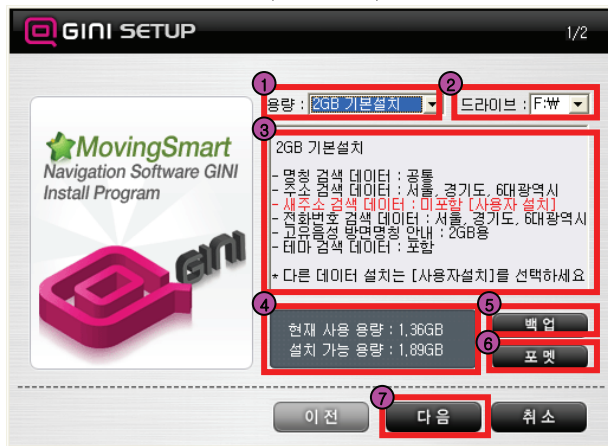 GINI SETUP
1/2
1
2
용량 : 2GB 기본설치
드라이브 : F:₩
3
2GB 기본설치
- 명칭 검색 데이터 : 공통
- 주소 검색 데이터 : 서울, 경기도, 6대광역시
- 새주소 검색 데이터 : 미포함 [사용자 설치]
- 전화번호 검색 데이터 : 서울, 경기도, 6대광역시
- 고유음성 방면명칭 안내 : 2GB용
- 테마 검색 데이터 : 포함
* 다른 데이터 설치는 [사용자설치]를 선택하세요
MovingSmart
Navigation Software GINI
Install Program
GINI
4
현재 사용 용량 : 1,36GB
설치 가능 용량 : 1,89GB
5
백 업
6
포 멧
이 전
7
다 음
취 소